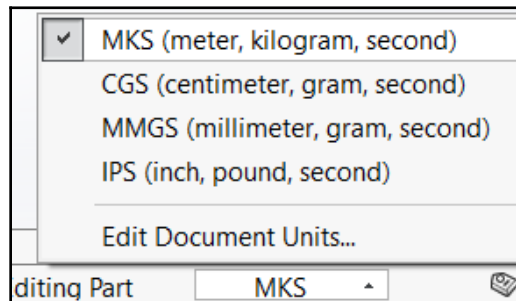 MKS (meter, kilogram, second)
CGS (centimeter, gram, second)
MMGS (millimeter, gram, second)
IPS (inch, pound, second)
Edit Document Units...
diting Part MKS